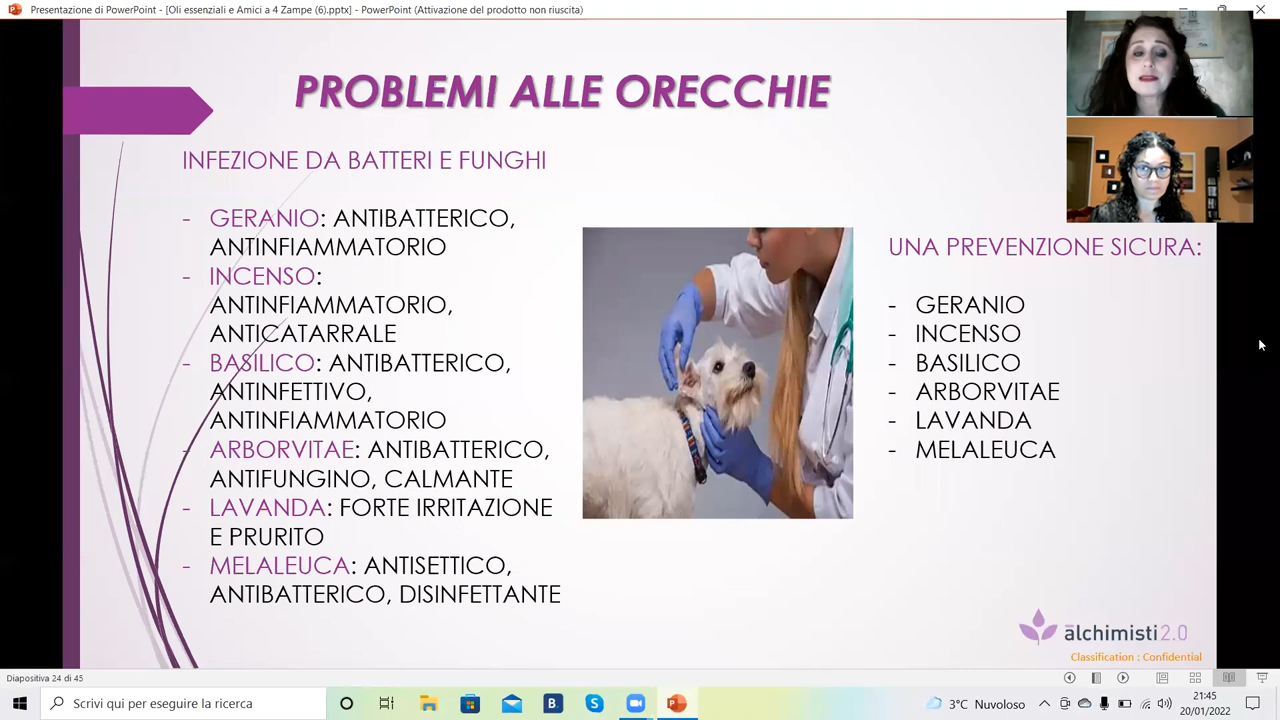 Presentazione di PowerPoint - [Oli essenziali e Amici a 4 Zampe (6).pptx] - PowerPoint (Attivazione del prodotto non riuscita)
PROBLEMI ALLE ORECCHIE
INFEZIONE DA BATTERI E FUNGHI
- GERANIO: ANTIBATTERICO,
ANTINFIAMMATORIO
- INCENSO:
ANTINFIAMMATORIO,
ANTICATARRALE
- BASILICO: ANTIBATTERICO,
ANTINFETTIVO,
ANTINFIAMMATORIO
- ARBORVITAE: ANTIBATTERICO,
ANTIFUNGINO, CALMANTE
- LAVANDA: FORTE IRRITAZIONE
E PRURITO
- MELALEUCA: ANTISETTICO,
ANTIBATTERICO, DISINFETTANTE
UNA PREVENZIONE SICURA:
- GERANIO
- INCENSO
- BASILICO
- ARBORVITAE
- LAVANDA
- MELALEUCA
ālchimisti2.0
Classification : Confidential
Diapositiva 24 di 45
Scrivi qui per eseguire la ricerca
B.
3°C Nuvoloso
21:45
20/01/2022